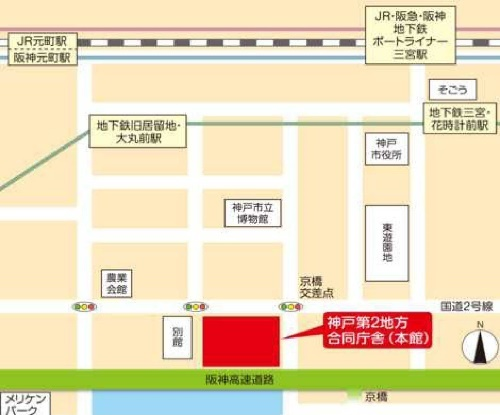 JR元町駅
阪神元町駅
JR・阪急・阪神
地下鉄
ポートライナー
三宮駅
そごう
地下鉄三宮・
花時計前駅
地下鉄旧居留地・
大丸前駅
神戸
市役所
神戸市立
博物館
東遊園地
農業
会館
京橋
交差点
国道2号線
別館
神戸第2地方
合同庁舎(本館)
N
阪神高速道路
メリケン
パーク
京橋